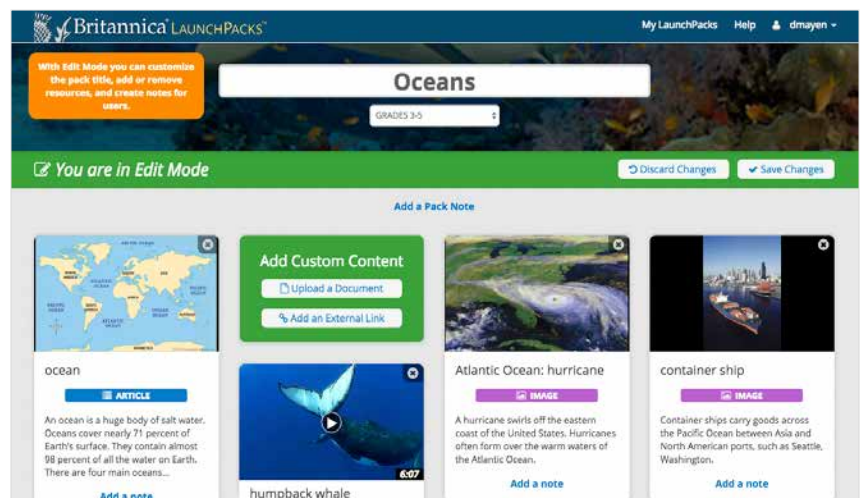 Britannica LAUNCHPACKS™
My LaunchPacks Help dmayen
With Edit Mode you can customize
the pack title, add or remove
resources, and create notes for
users.
Oceans
GRADES 3-5
You are in Edit Mode
Discard Changes
Save Changes
Add a Pack Note
ocean
ARTICLE
An ocean is a huge body of salt water.
Oceans cover nearly 71 percent of
Earth's surface. They contain almost
98 percent of all the water on Earth.
There are four main oceans...
Add a note
Add Custom Content
Upload a Document
Add an External Link
6:07
humpback whale
Atlantic Ocean: hurricane
IMAGE
A hurricane swirls off the eastern
coast of the United States. Hurricanes
often form over the warm waters of
the Atlantic Ocean.
Add a note
container ship
IMAGE
Container ships carry goods across
the Pacific Ocean between Asia and
North American ports, such as Seattle,
Washington.
Add a note